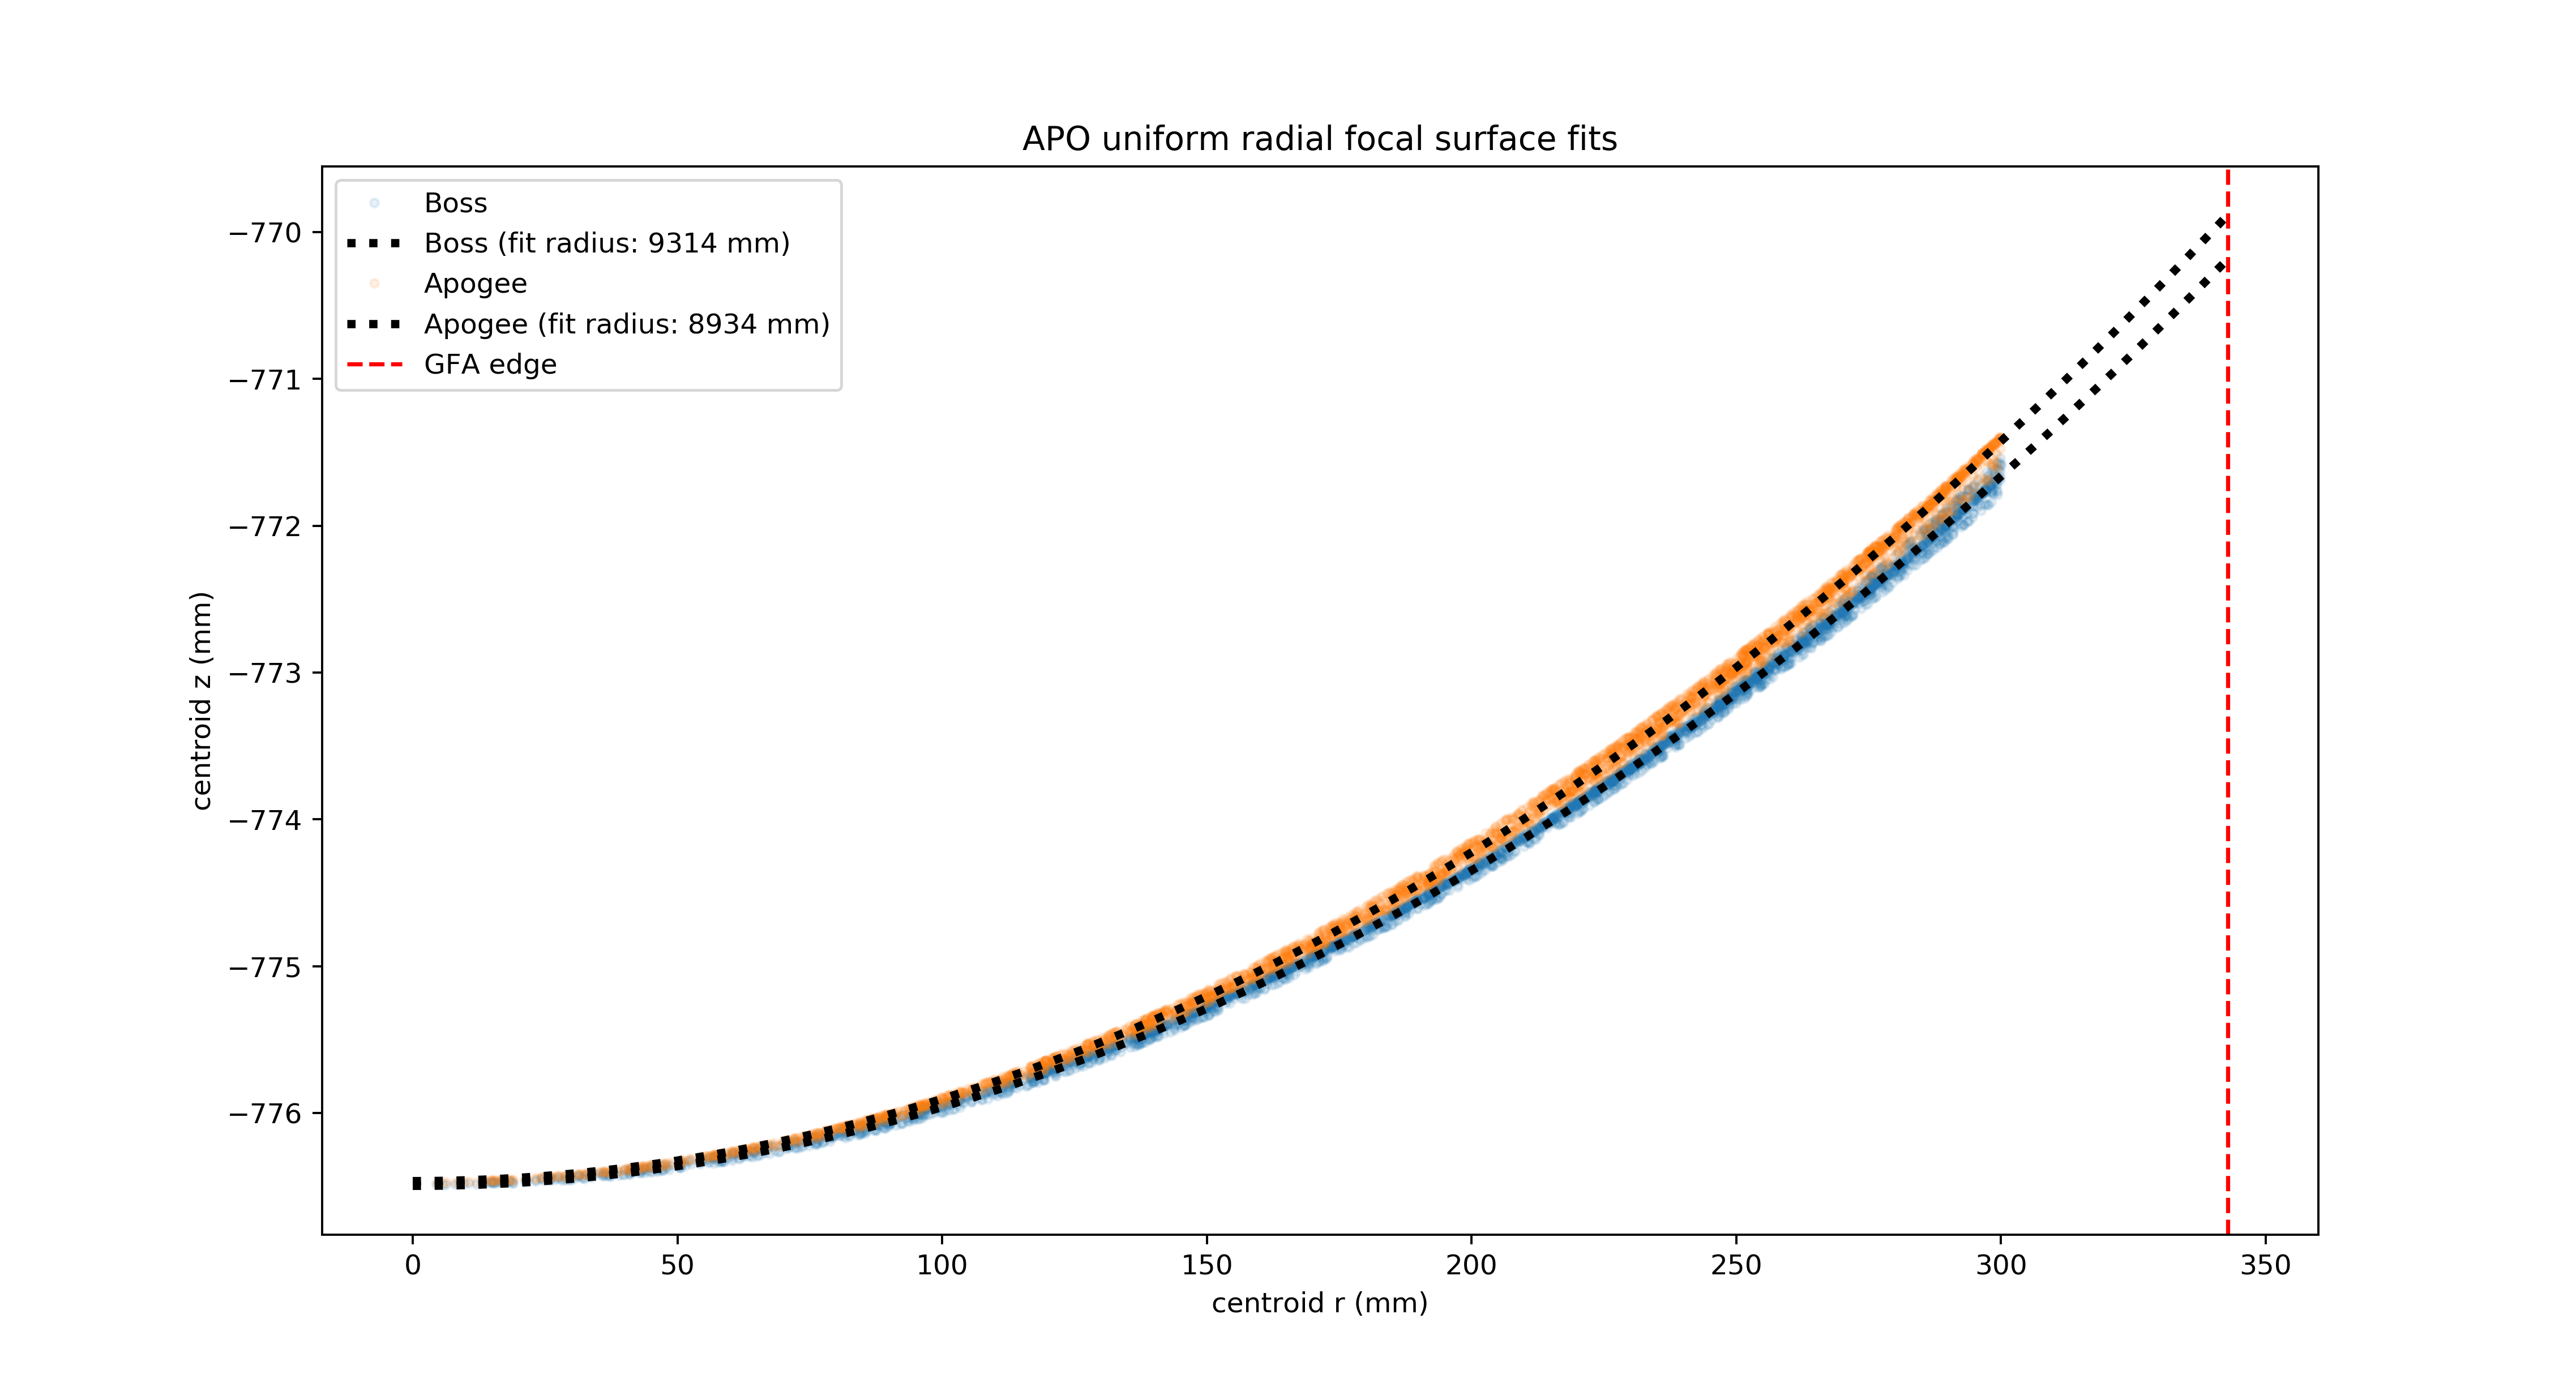 APO uniform radial focal surface fits
Boss
Boss (fit radius: 9314 mm)
Apogee
Apogee (fit radius: 8934 mm)
GFA edge
−770
−771
−772
−773
−774
−775
−776
centroid z (mm)
0 50 100 150 200 250 300 350
centroid r (mm)